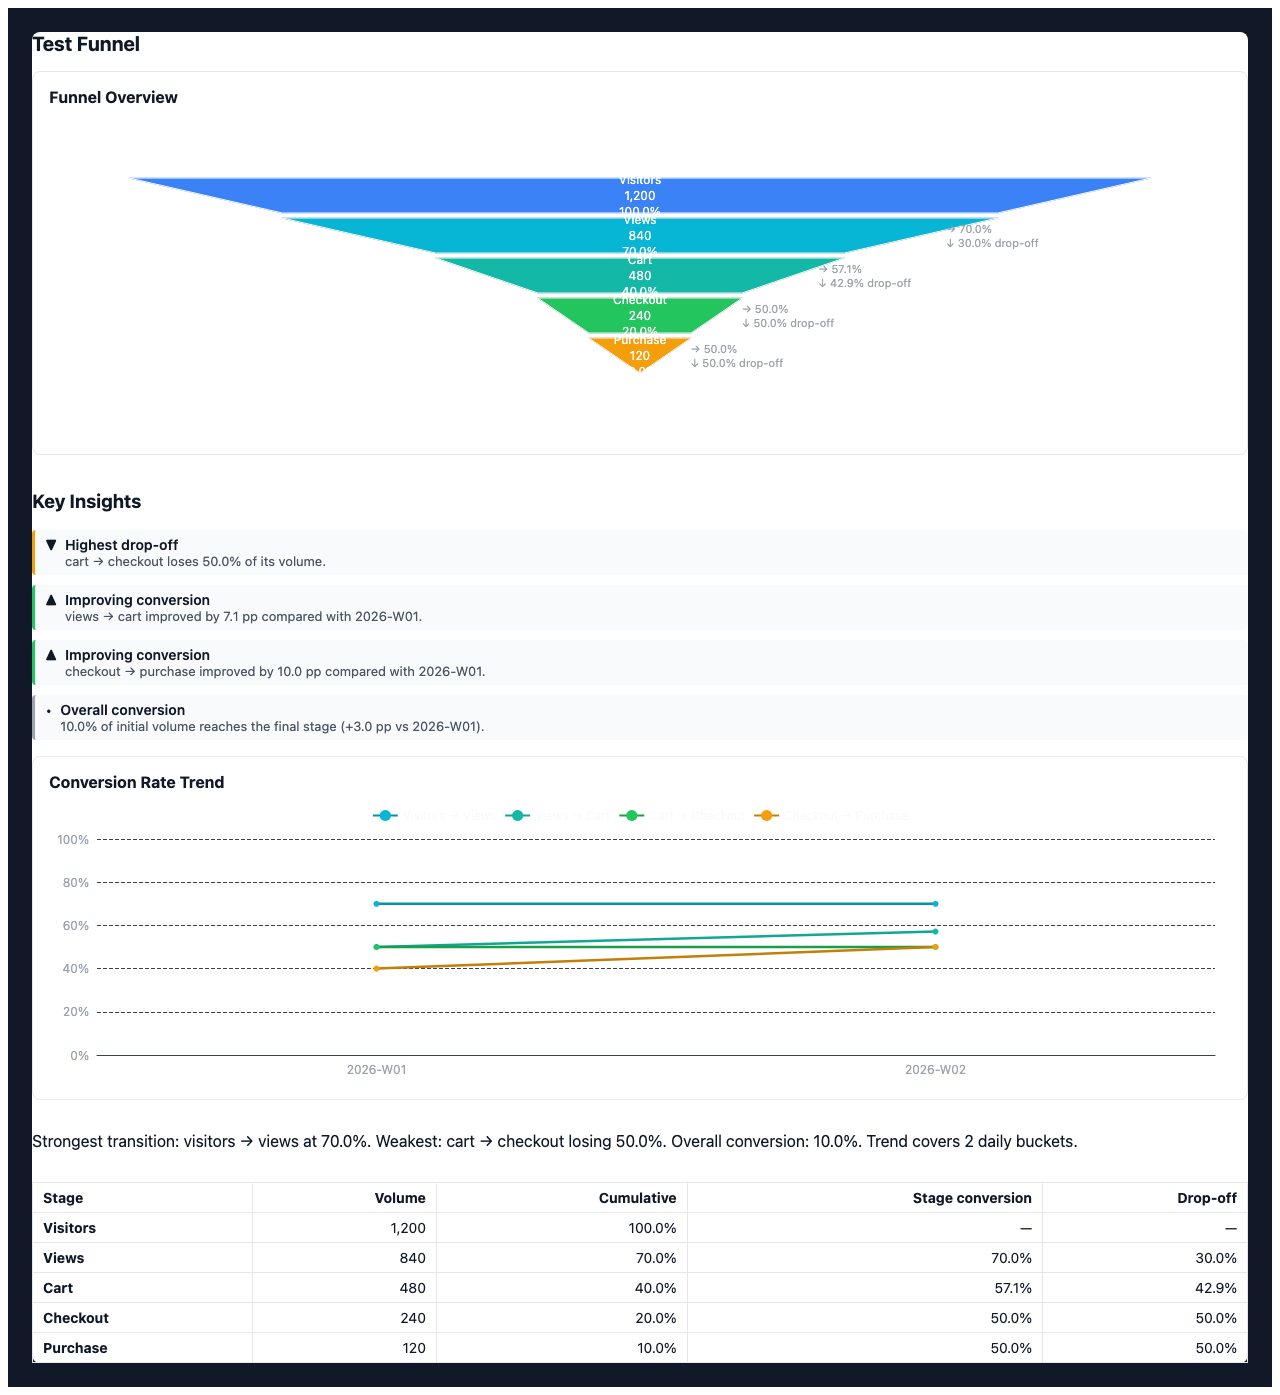 Test Funnel
Funnel Overview
Visitors
1,200
100.0%
Views
840
70.0%
→ 70.0%
↓ 30.0% drop-off
Cart
480
40.0%
→ 57.1%
↓ 42.9% drop-off
Checkout
240
20.0%
→ 50.0%
↓ 50.0% drop-off
Purchase
120
→ 50.0%
↓ 50.0% drop-off
Key Insights
▼ Highest drop-off
cart → checkout loses 50.0% of its volume.
▲ Improving conversion
views → cart improved by 7.1 pp compared with 2026-W01.
▲ Improving conversion
checkout → purchase improved by 10.0 pp compared with 2026-W01.
• Overall conversion
10.0% of initial volume reaches the final stage (+3.0 pp vs 2026-W01).
Conversion Rate Trend
Visitors → Views Views → Cart Cart → Checkout Checkout → Purchase
100%
80%
60%
40%
20%
0%
2026-W01 2026-W02
Strongest transition: visitors → views at 70.0%. Weakest: cart → checkout losing 50.0%. Overall conversion: 10.0%. Trend covers 2 daily buckets.
Stage Volume Cumulative Stage conversion Drop-off
Visitors 1,200 100.0% — —
Views 840 70.0% 70.0% 30.0%
Cart 480 40.0% 57.1% 42.9%
Checkout 240 20.0% 50.0% 50.0%
Purchase 120 10.0% 50.0% 50.0%